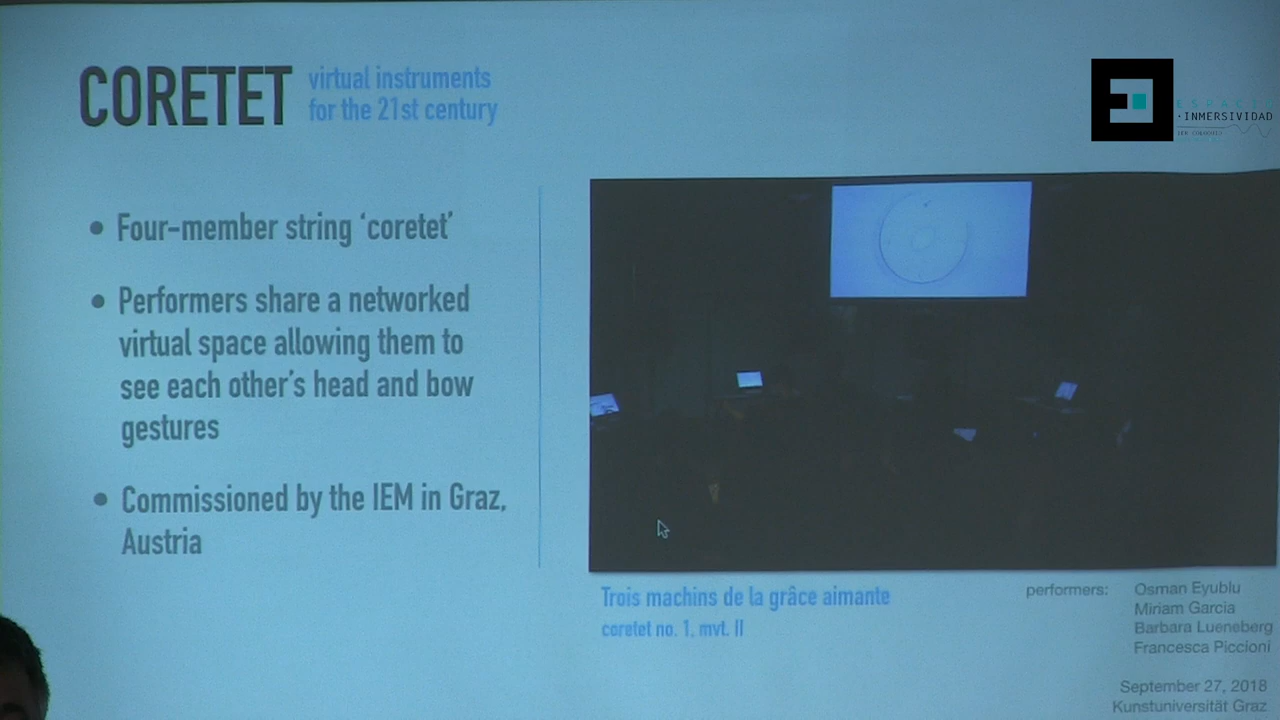 CORETET
virtual instruments
for the 21st century
ESPACIO
·INMERSIVIDAD
• Four-member string ‘coretet’
• Performers share a networked
virtual space allowing them to
see each other’s head and bow
gestures
• Commissioned by the IEM in Graz,
Austria
Trois machins de la grâce aimante
coretet no. 1, mvt. II
performers: Osman Eyublu
Miriam Garcia
Barbara Lueneberg
Francesca Piccioni
September 27, 2018
Kunstuniversität Graz